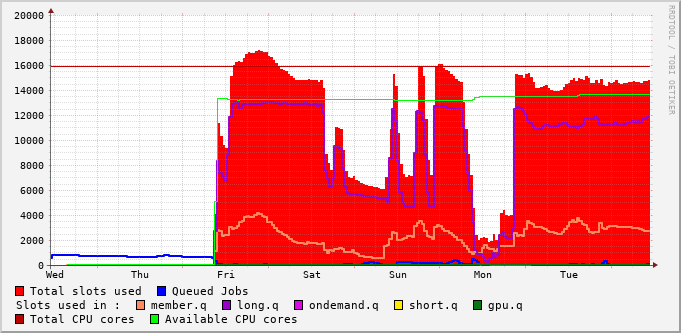 20000
18000
16000
14000
12000
10000
8000
6000
4000
2000
0
Wed Thu Fri Sat Sun Mon Tue
RRDTOOL / TOBI OETIKER
Total slots used Queued Jobs
Slots used in : member.q long.q ondemand.q short.q gpu.q
Total CPU cores Available CPU cores